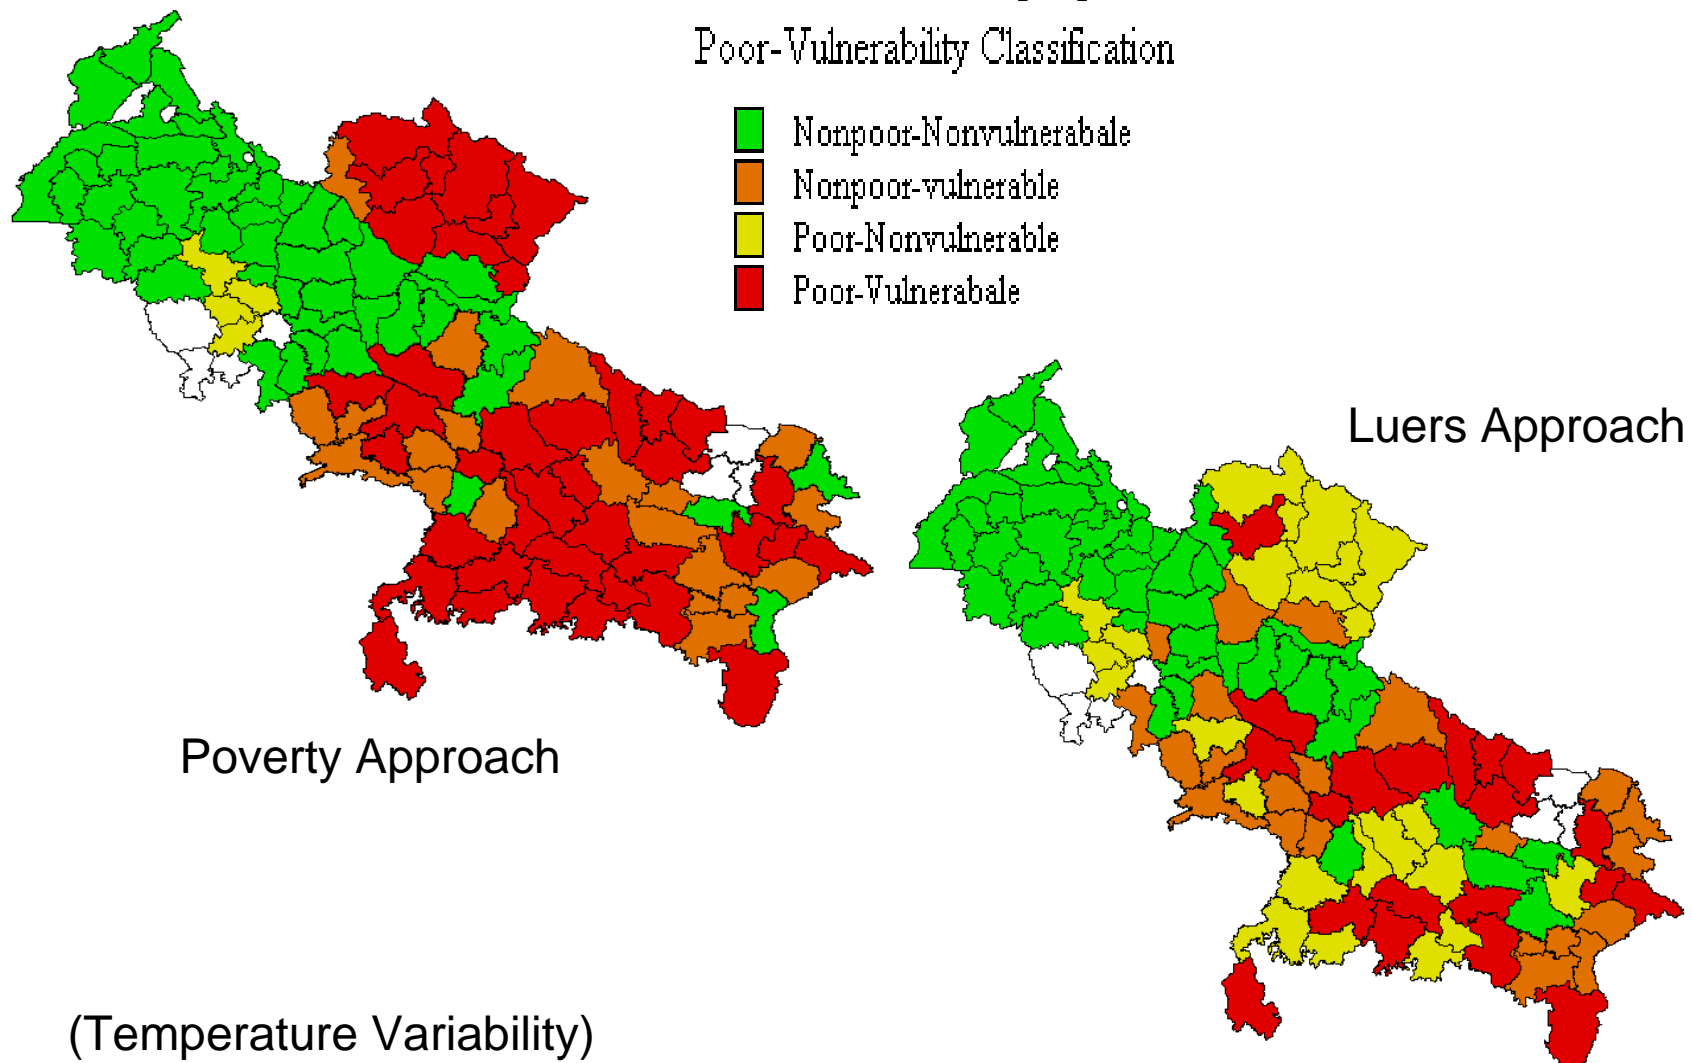 Poor-Vulnerability Classification
Nonpoor-Nonvulnerabale
Nonpoor-vulnerable
Poor-Nonvulnerable
Poor-Vulnerabale
Luers Approach
Poverty Approach
(Temperature Variability)